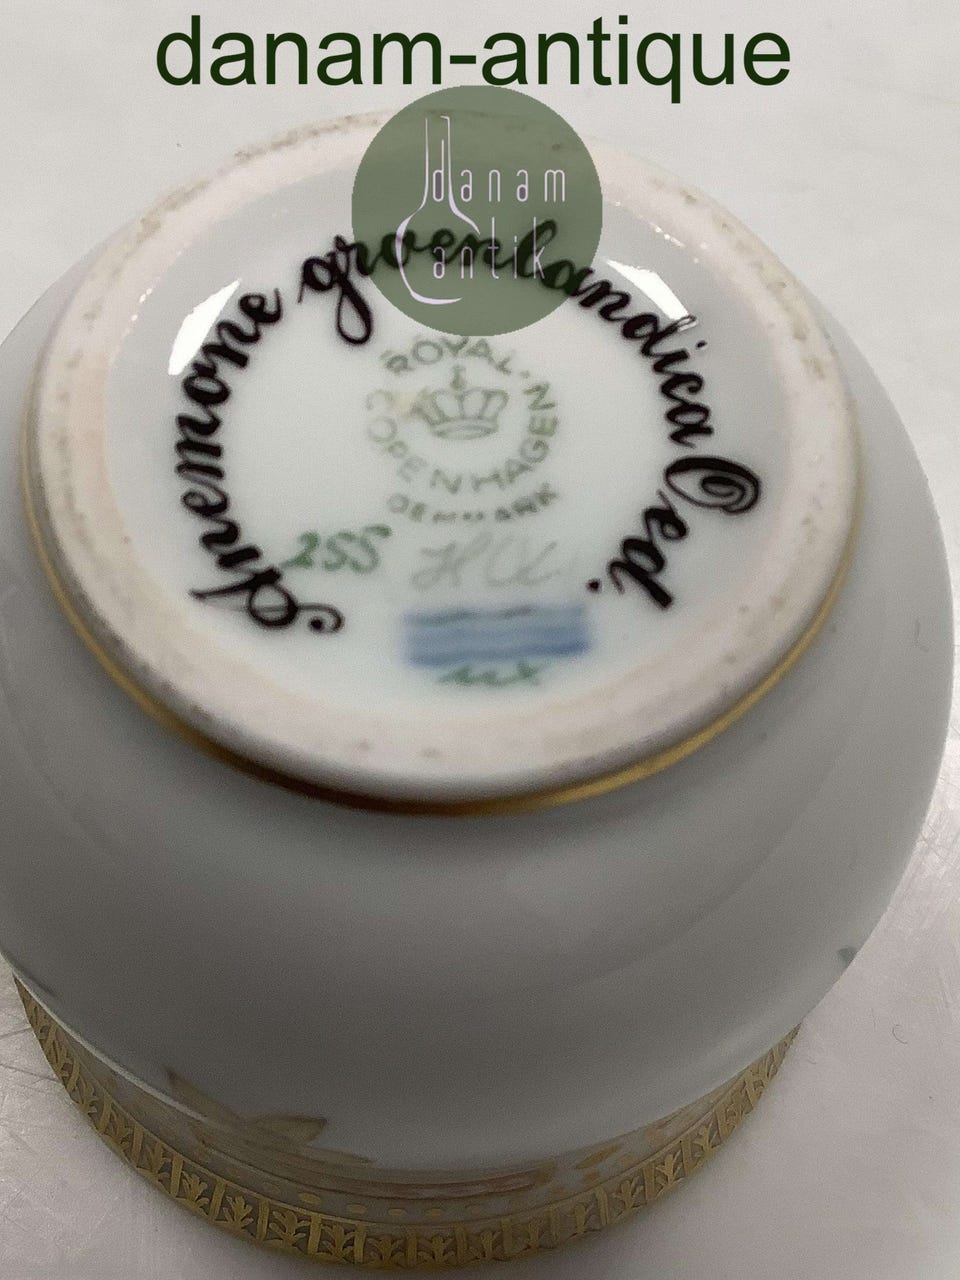 danam-antique
danam
antik
Anemone groenlandica Oed.
ROYAL
COPENHAGEN
DENMARK
255